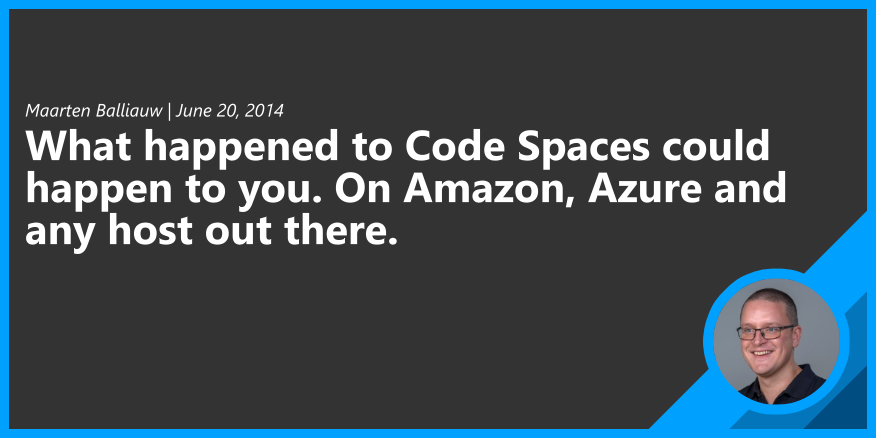 Maarten Balliauw | June 20, 2014
What happened to Code Spaces could
happen to you. On Amazon, Azure and
any host out there.